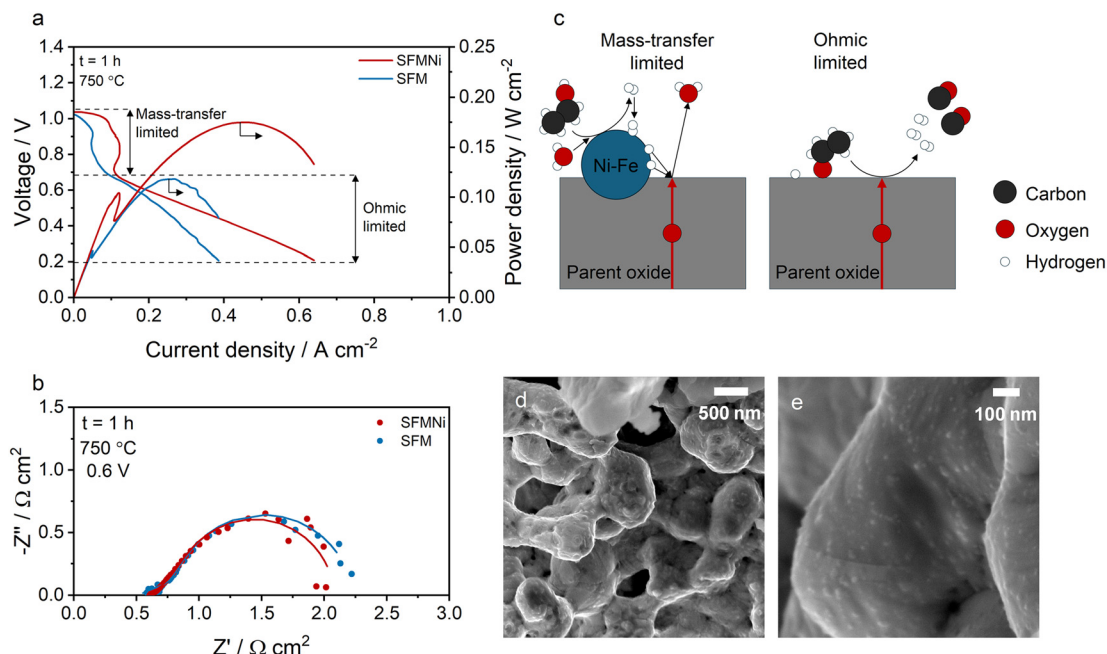 a
t = 1 h
750 °C
SFMNi
SFM
Mass-transfer
limited
Ohmic
limited
1.4
1.2
1.0
0.8
0.6
0.4
0.2
0.0
Voltage / V
0.25
0.20
0.15
0.10
0.05
0.00
Power density / W cm⁻²
0.0 0.2 0.4 0.6 0.8 1.0
Current density / A cm⁻²
b
t = 1 h
750 °C
0.6 V
SFMNi
SFM
1.5
1.0
0.5
0.0
-Z'' / Ω cm²
0.0 0.5 1.0 1.5 2.0 2.5 3.0
Z' / Ω cm²
c
Mass-transfer
limited
Ohmic
limited
Ni-Fe
Parent oxide
Parent oxide
Carbon
Oxygen
Hydrogen
d
500 nm
e
100 nm